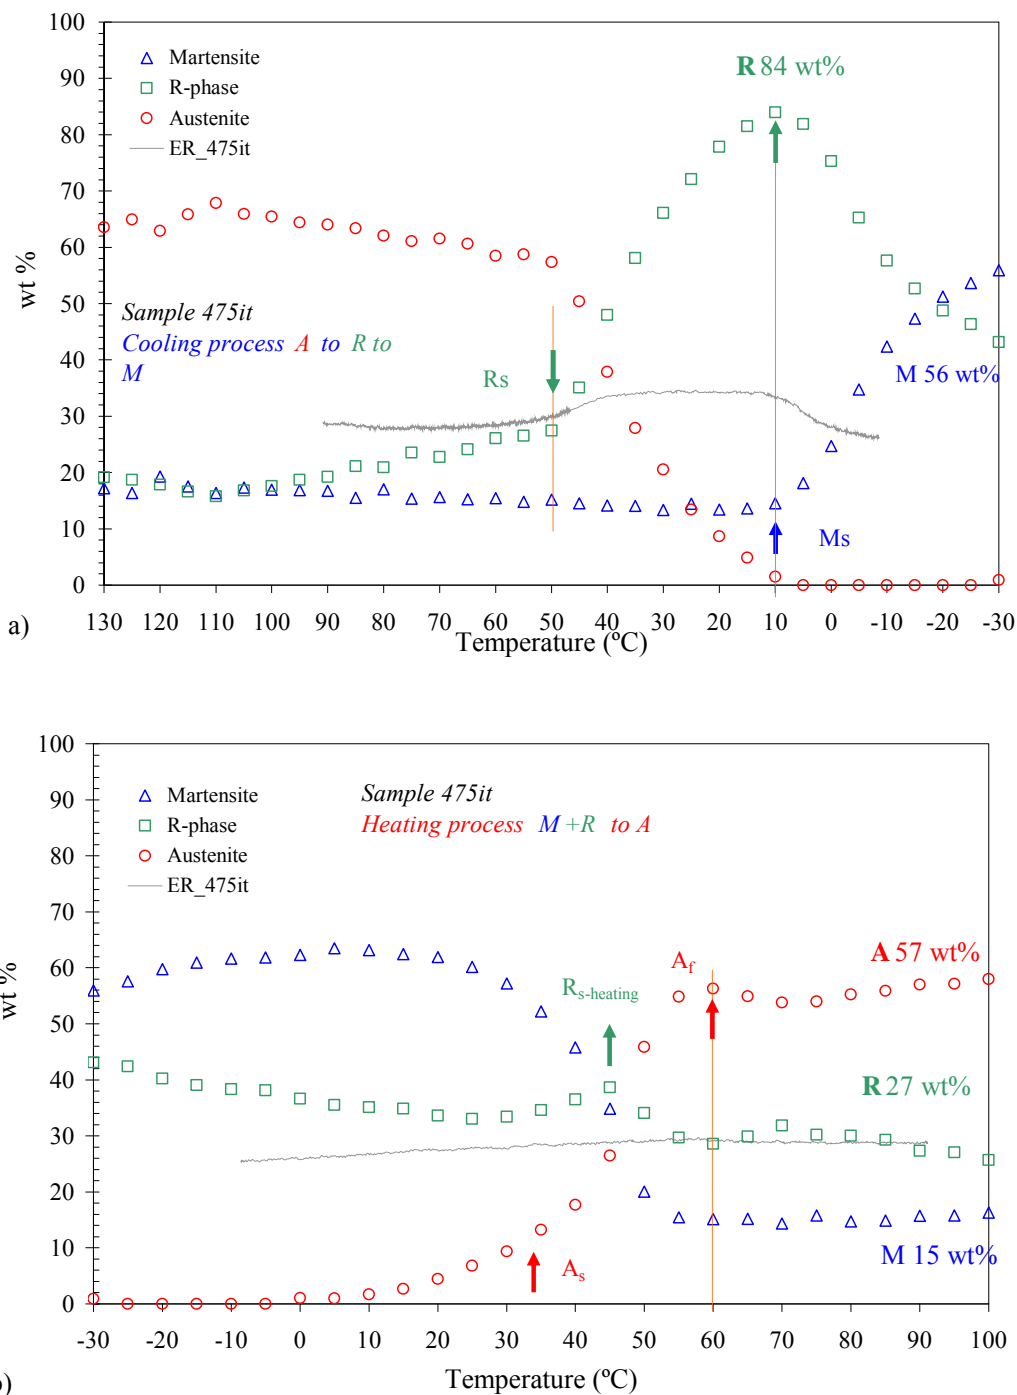 100
90
80
70
60
50
40
30
20
10
0
wt %
Martensite
R-phase
Austenite
ER_475it
R 84 wt%
Sample 475it
Cooling process A to R to
M
Rs
M 56 wt%
Ms
130 120 110 100 90 80 70 60 50 40 30 20 10 0 -10 -20 -30
a)
Temperature (ºC)
100
90
80
70
60
50
40
30
20
10
0
wt %
Martensite
R-phase
Austenite
ER_475it
Sample 475it
Heating process M +R to A
A 57 wt%
Af
Rs-heating
R 27 wt%
M 15 wt%
As
-30 -20 -10 0 10 20 30 40 50 60 70 80 90 100
Temperature (ºC)